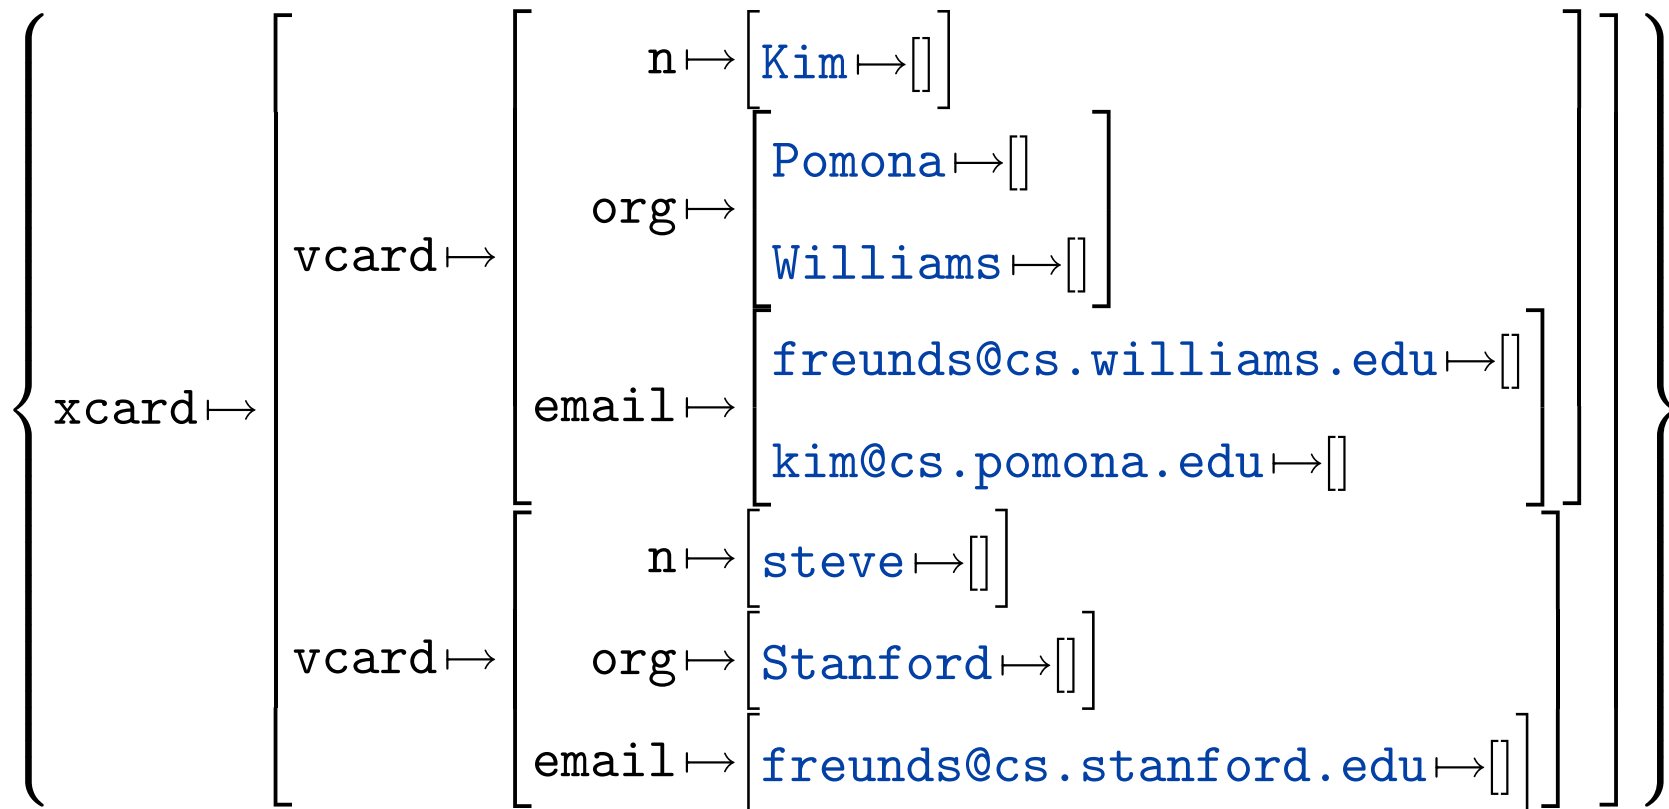 n ↦ [Kim ↦ []]
Pomona ↦ []
org ↦
Williams ↦ []
vcard ↦
freunds@cs.williams.edu ↦ []
email ↦
kim@cs.pomona.edu ↦ []
xcard ↦
n ↦ [steve ↦ []]
vcard ↦ org ↦ [Stanford ↦ []]
email ↦ [freunds@cs.stanford.edu ↦ []]